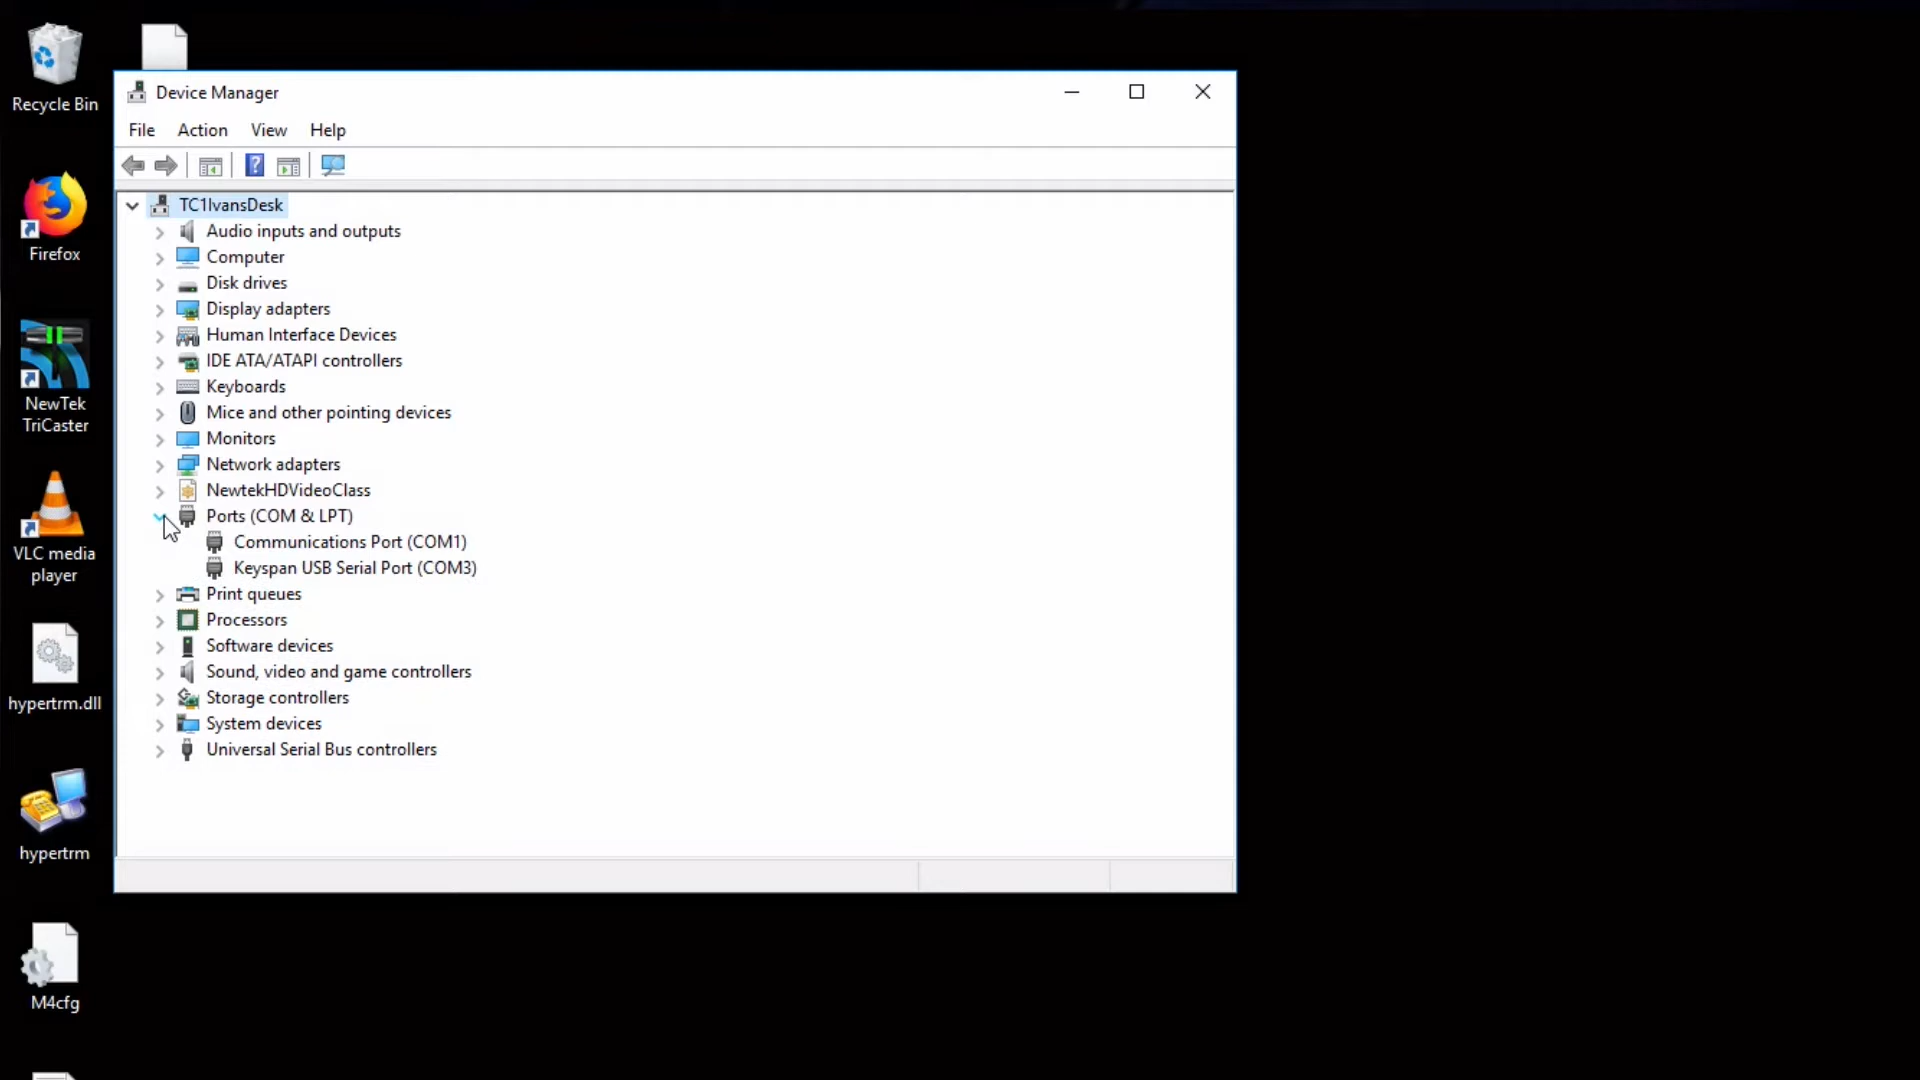 Recycle Bin
Firefox
NewTek
TriCaster
VLC media
player
hypertrm.dll
hypertrm
M4cfg
Device Manager
File Action View Help
TC1IvansDesk
Audio inputs and outputs
Computer
Disk drives
Display adapters
Human Interface Devices
IDE ATA/ATAPI controllers
Keyboards
Mice and other pointing devices
Monitors
Network adapters
NewtekHDVideoClass
Ports (COM & LPT)
Communications Port (COM1)
Keyspan USB Serial Port (COM3)
Print queues
Processors
Software devices
Sound, video and game controllers
Storage controllers
System devices
Universal Serial Bus controllers